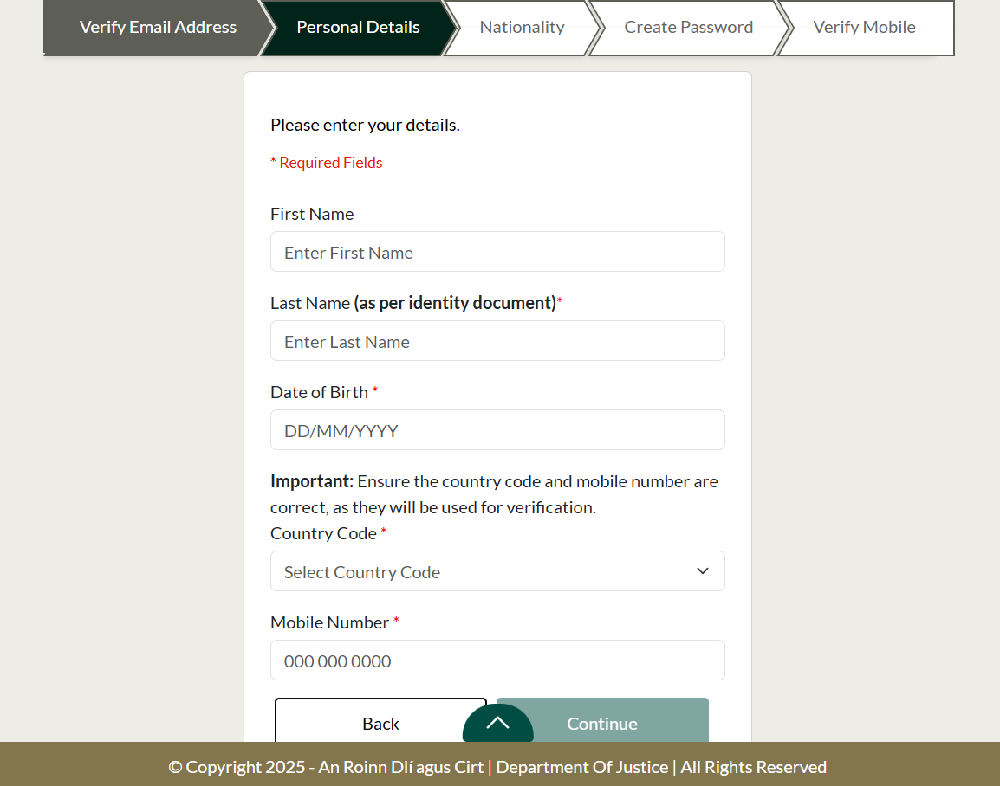 Verify Email Address
Personal Details
Nationality
Create Password
Verify Mobile
Please enter your details.
* Required Fields
First Name
Enter First Name
Last Name (as per identity document)*
Enter Last Name
Date of Birth *
DD/MM/YYYY
Important: Ensure the country code and mobile number are
correct, as they will be used for verification.
Country Code *
Select Country Code
Mobile Number *
000 000 0000
Back
Continue
© Copyright 2025 - An Roinn Dlí agus Cirt | Department Of Justice | All Rights Reserved